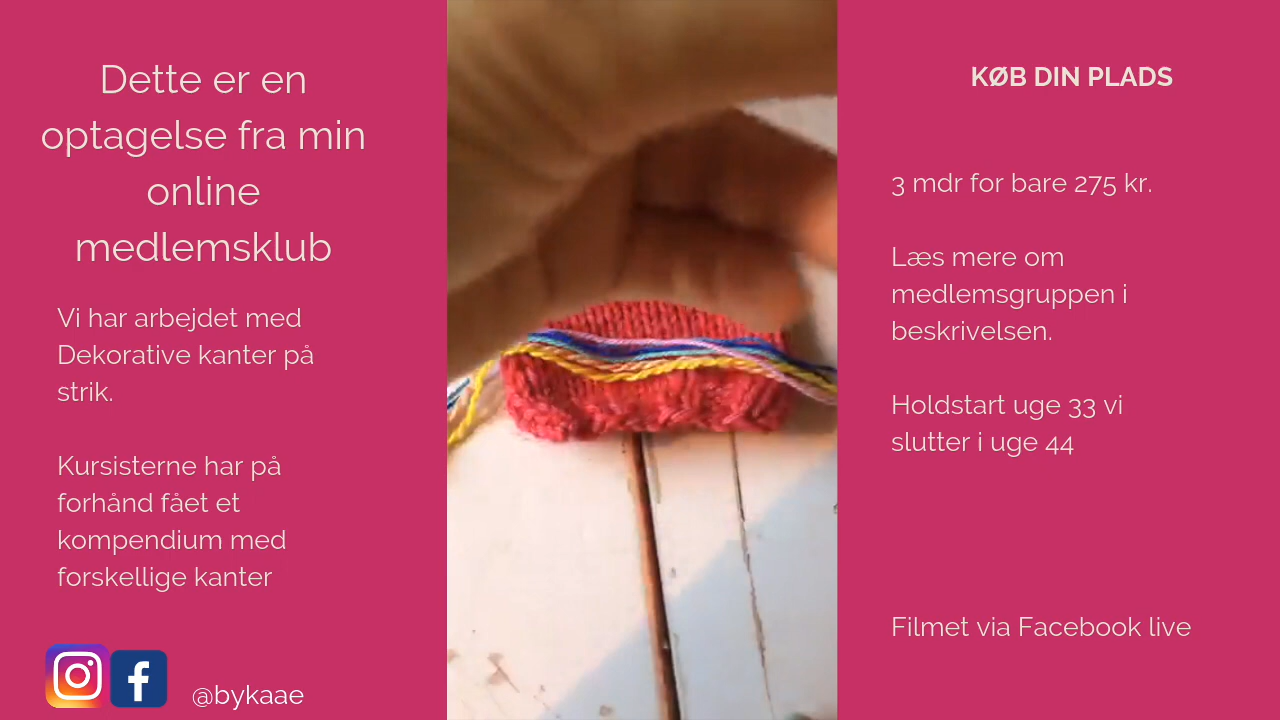 Dette er en
optagelse fra min
online
medlemsklub
Vi har arbejdet med
Dekorative kanter på
strik.
Kursisterne har på
forhånd fået et
kompendium med
forskellige kanter
@bykaae
KØB DIN PLADS
3 mdr for bare 275 kr.
Læs mere om
medlemsgruppen i
beskrivelsen.
Holdstart uge 33 vi
slutter i uge 44
Filmet via Facebook live